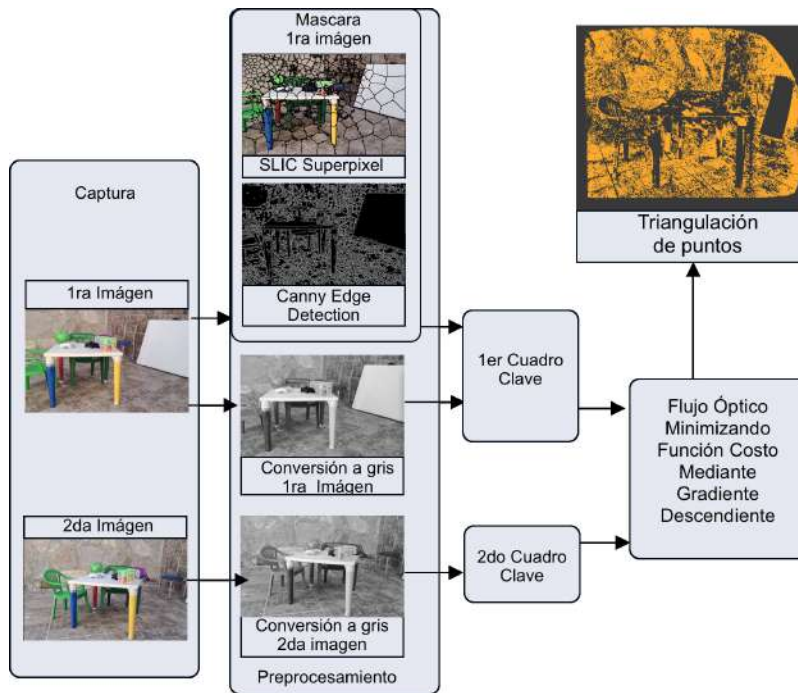 Mascara
1ra imágen
SLIC Superpixel
Canny Edge
Detection
Captura
1ra Imágen
2da Imágen
Conversión a gris
1ra Imágen
Conversión a gris
2da imagen
Preprocesamiento
1er Cuadro
Clave
2do Cuadro
Clave
Flujo Óptico
Minimizando
Función Costo
Mediante
Gradiente
Descendiente
Triangulación
de puntos